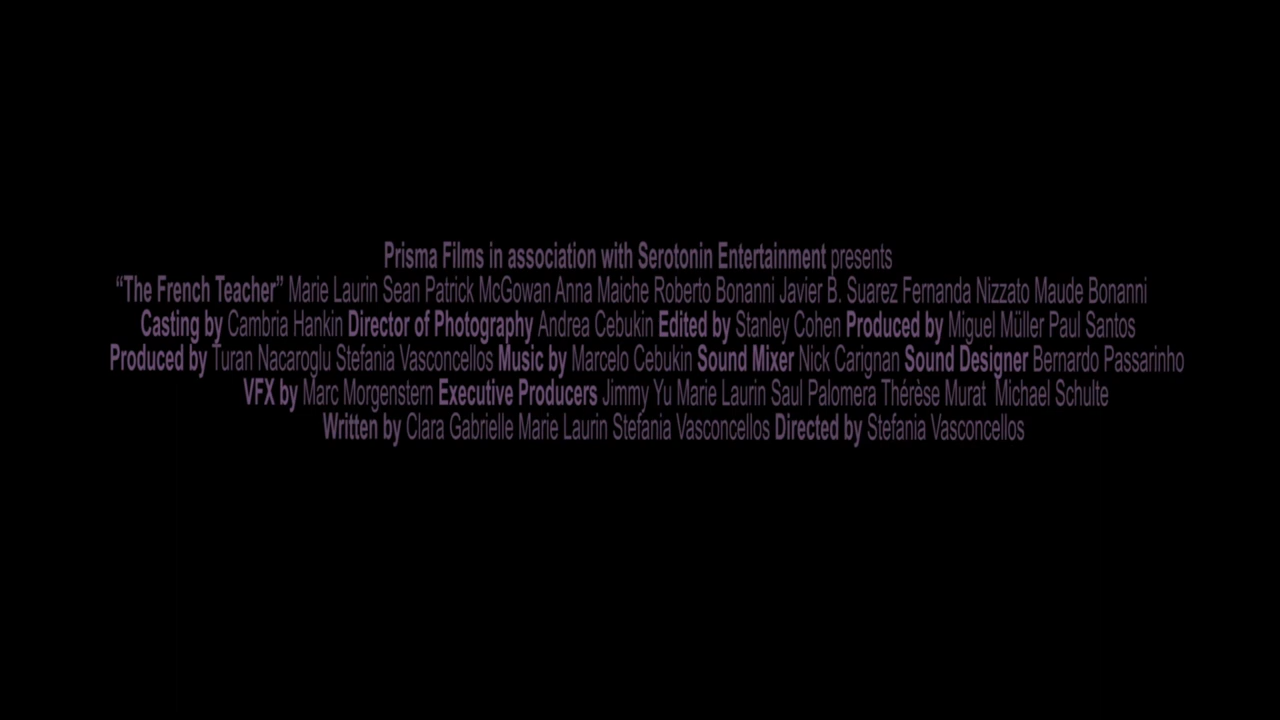 Prisma Films in association with Serotonin Entertainment presents
“The French Teacher” Marie Laurin Sean Patrick McGowan Anna Maiche Roberto Bonanni Javier B. Suarez Fernanda Nizzato Maude Bonanni
Casting by Cambria Hankin Director of Photography Andrea Cebukin Edited by Stanley Cohen Produced by Miguel Müller Paul Santos
Produced by Turan Nacaroglu Stefania Vasconcellos Music by Marcelo Cebukin Sound Mixer Nick Carignan Sound Designer Bernardo Passarinho
VFX by Marc Morgenstern Executive Producers Jimmy Yu Marie Laurin Saul Palomera Thérèse Murat Michael Schulte
Written by Clara Gabrielle Marie Laurin Stefania Vasconcellos Directed by Stefania Vasconcellos